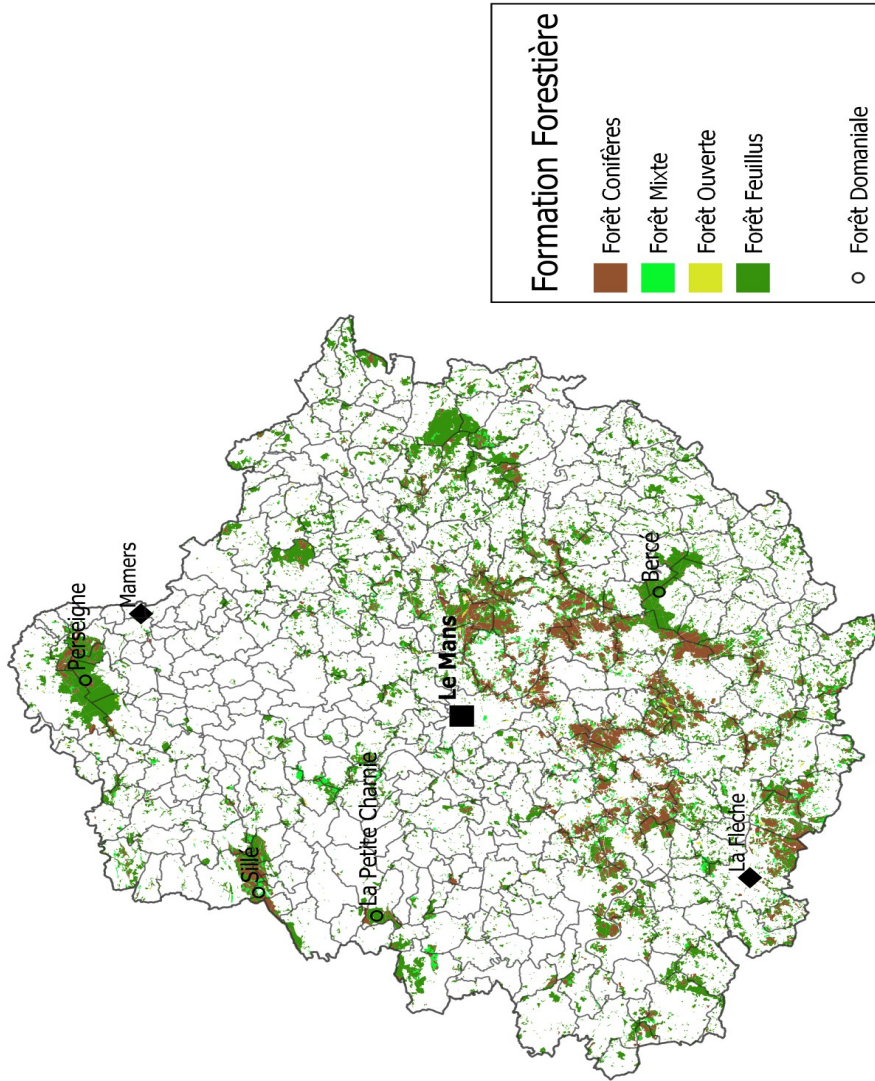 Perseigne
Mamers
Sillé
La Petite Charnie
Le Mans
Bercé
La Flèche
Formation Forestière
Forêt Conifères
Forêt Mixte
Forêt Ouverte
Forêt Feuillus
Forêt Domaniale